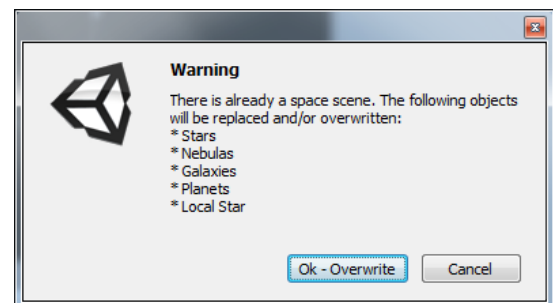 Warning
There is already a space scene. The following objects
will be replaced and/or overwritten:
* Stars
* Nebulas
* Galaxies
* Planets
* Local Star
Ok - Overwrite Cancel